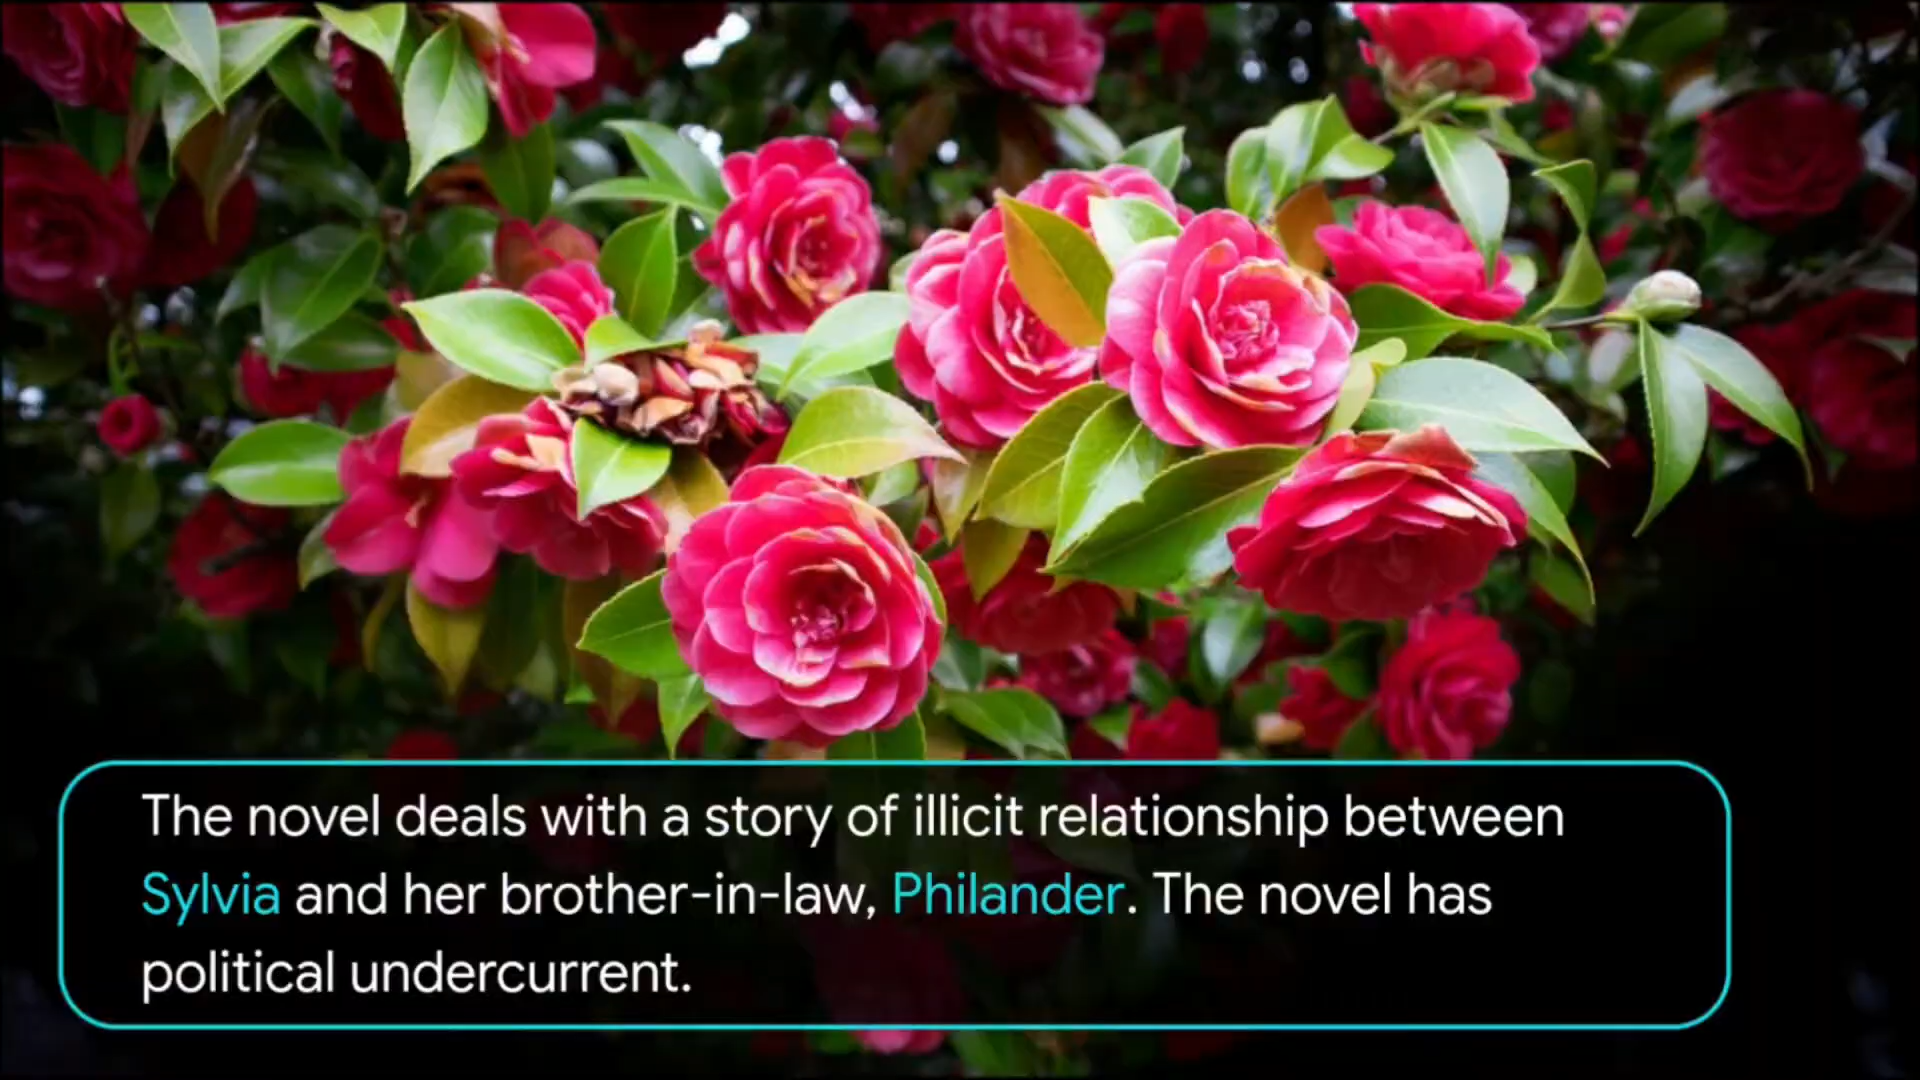 The novel deals with a story of illicit relationship between
Sylvia and her brother-in-law, Philander. The novel has
political undercurrent.